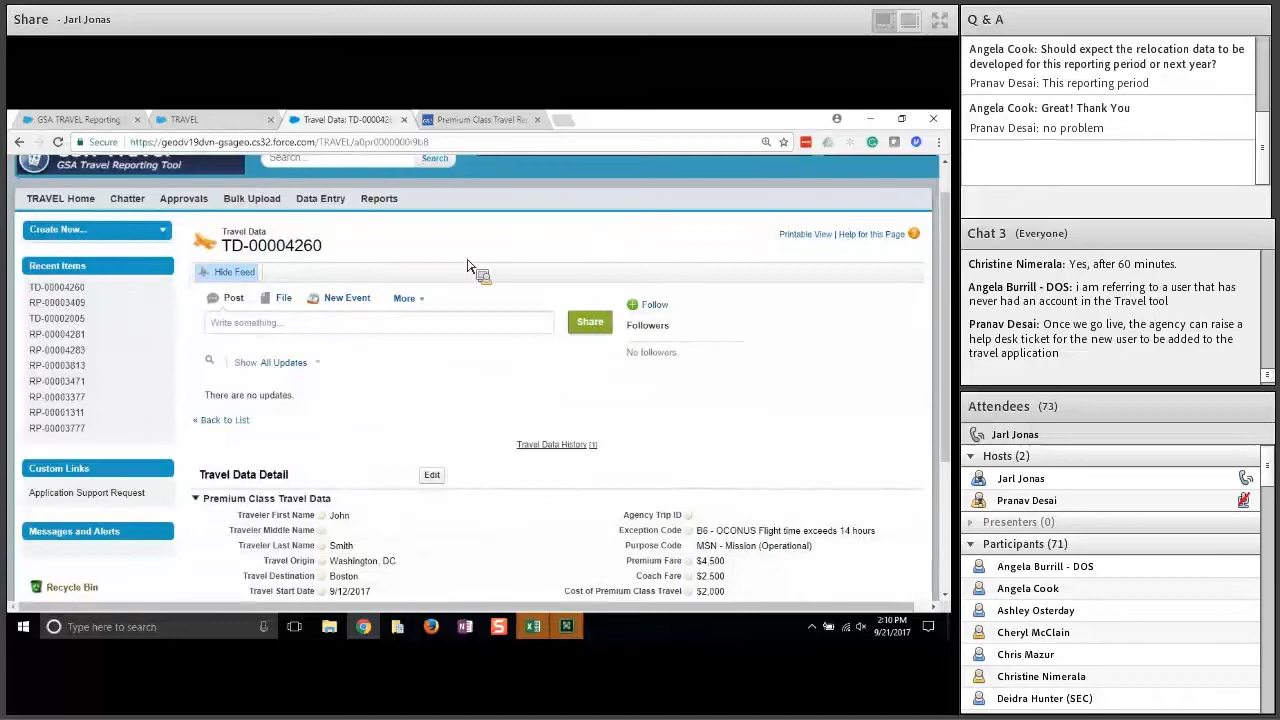 Share - Jarl Jonas
GSA TRAVEL Reporting
TRAVEL
Travel Data: TD-0000426
Premium Class Travel Re
Secure https://geodv19dvn-gsageo.cs32.force.com/TRAVEL/a0pr0000000i9b8
GSA Travel Reporting Tool
Search...
Search
TRAVEL Home Chatter Approvals Bulk Upload Data Entry Reports
Create New...
Recent Items
TD-00004260
RP-00003409
TD-00002005
RP-00004281
RP-00004283
RP-00003813
RP-00003471
RP-00003377
RP-00001311
RP-00003777
Custom Links
Application Support Request
Messages and Alerts
Recycle Bin
Travel Data
TD-00004260
Printable View | Help for this Page
Hide Feed
Post File New Event More
Write something...
Share
Follow
Followers
No followers.
Show All Updates
There are no updates.
« Back to List
Travel Data History [1]
Travel Data Detail
Edit
Premium Class Travel Data
Traveler First Name John
Traveler Middle Name
Traveler Last Name Smith
Travel Origin Washington, DC
Travel Destination Boston
Travel Start Date 9/12/2017
Agency Trip ID
Exception Code B6 - OCONUS Flight time exceeds 14 hours
Purpose Code MSN - Mission (Operational)
Premium Fare $4,500
Coach Fare $2,500
Cost of Premium Class Travel $2,000
Type here to search
2:10 PM
9/21/2017
Q & A
Angela Cook: Should expect the relocation data to be
developed for this reporting period or next year?
Pranav Desai: This reporting period
Angela Cook: Great! Thank You
Pranav Desai: no problem
Chat 3 (Everyone)
Christine Nimerala: Yes, after 60 minutes.
Angela Burrill - DOS: i am referring to a user that has
never had an account in the Travel tool
Pranav Desai: Once we go live, the agency can raise a
help desk ticket for the new user to be added to the
travel application
Attendees (73)
Jarl Jonas
Hosts (2)
Jarl Jonas
Pranav Desai
Presenters (0)
Participants (71)
Angela Burrill - DOS
Angela Cook
Ashley Osterday
Cheryl McClain
Chris Mazur
Christine Nimerala
Deidra Hunter (SEC)